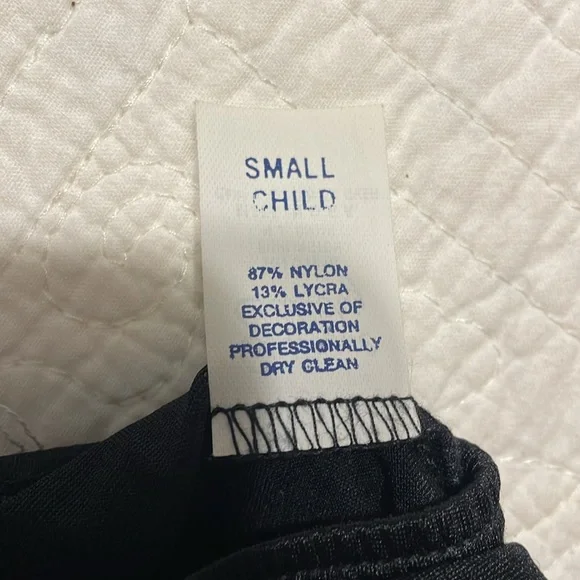 SMALL
CHILD
87% NYLON
13% LYCRA
EXCLUSIVE OF
DECORATION
PROFESSIONALLY
DRY CLEAN